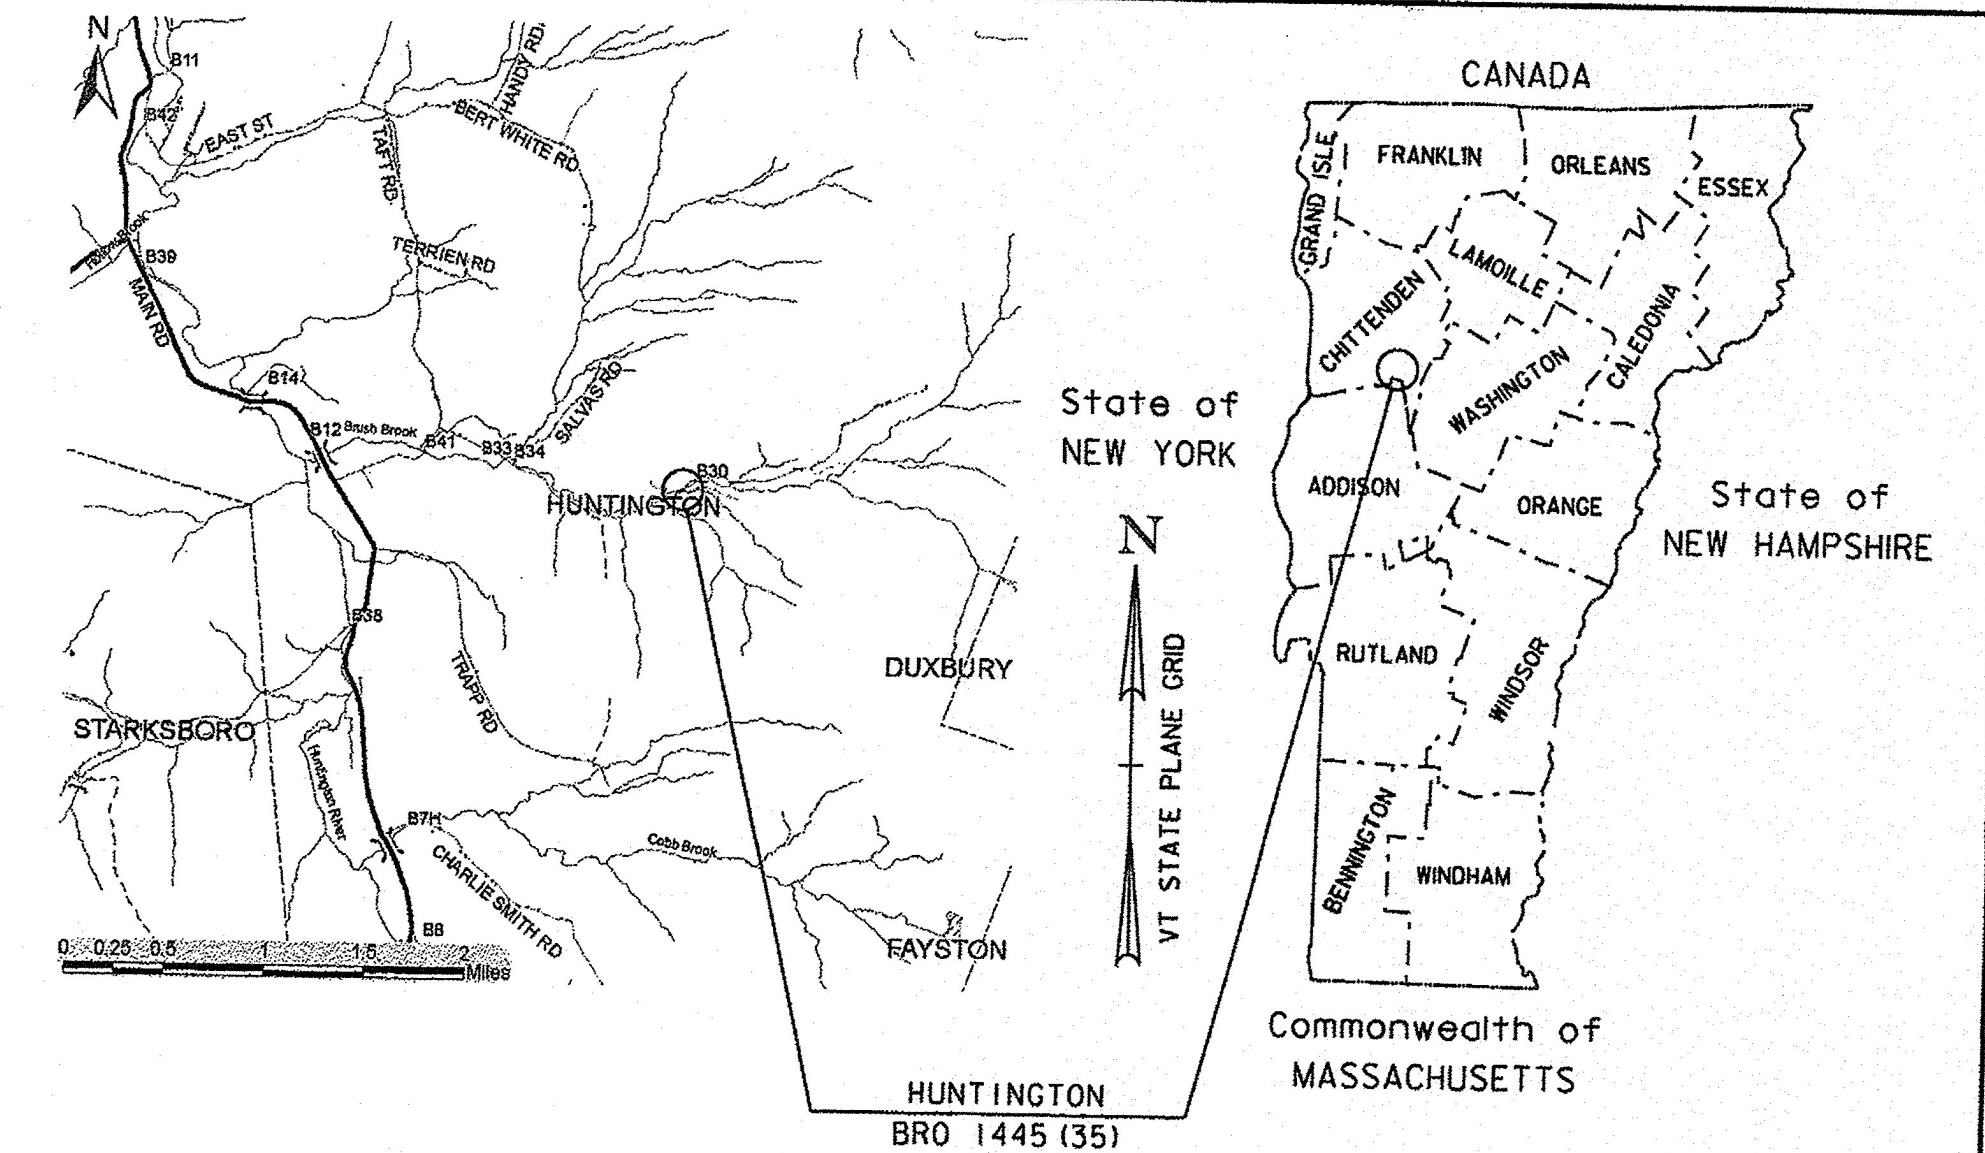 N
B11
B42
EAST ST
HANDY RD.
BERT WHITE RD
TAFT RD
TERRIEN RD
Brook
B39
MAIN RD
B14
B12
Brush Brook
B41
B33
B34
SALVAS RD
B30
HUNTINGTON
B38
TRAPP RD
DUXBURY
STARKSBORO
Huntington River
B7H
CHARLIE SMITH RD
Cobb Brook
B8
FAYSTON
0 0.25 0.5 1 1.5 2
Miles
CANADA
GRAND ISLE
FRANKLIN
ORLEANS
ESSEX
LAMOILLE
CHITTENDEN
CALEDONIA
WASHINGTON
State of
NEW YORK
ADDISON
ORANGE
State of
NEW HAMPSHIRE
N
VT STATE PLANE GRID
RUTLAND
WINDSOR
BENNINGTON
WINDHAM
Commonwealth of
MASSACHUSETTS
HUNTINGTON
BRO 1445 (35)